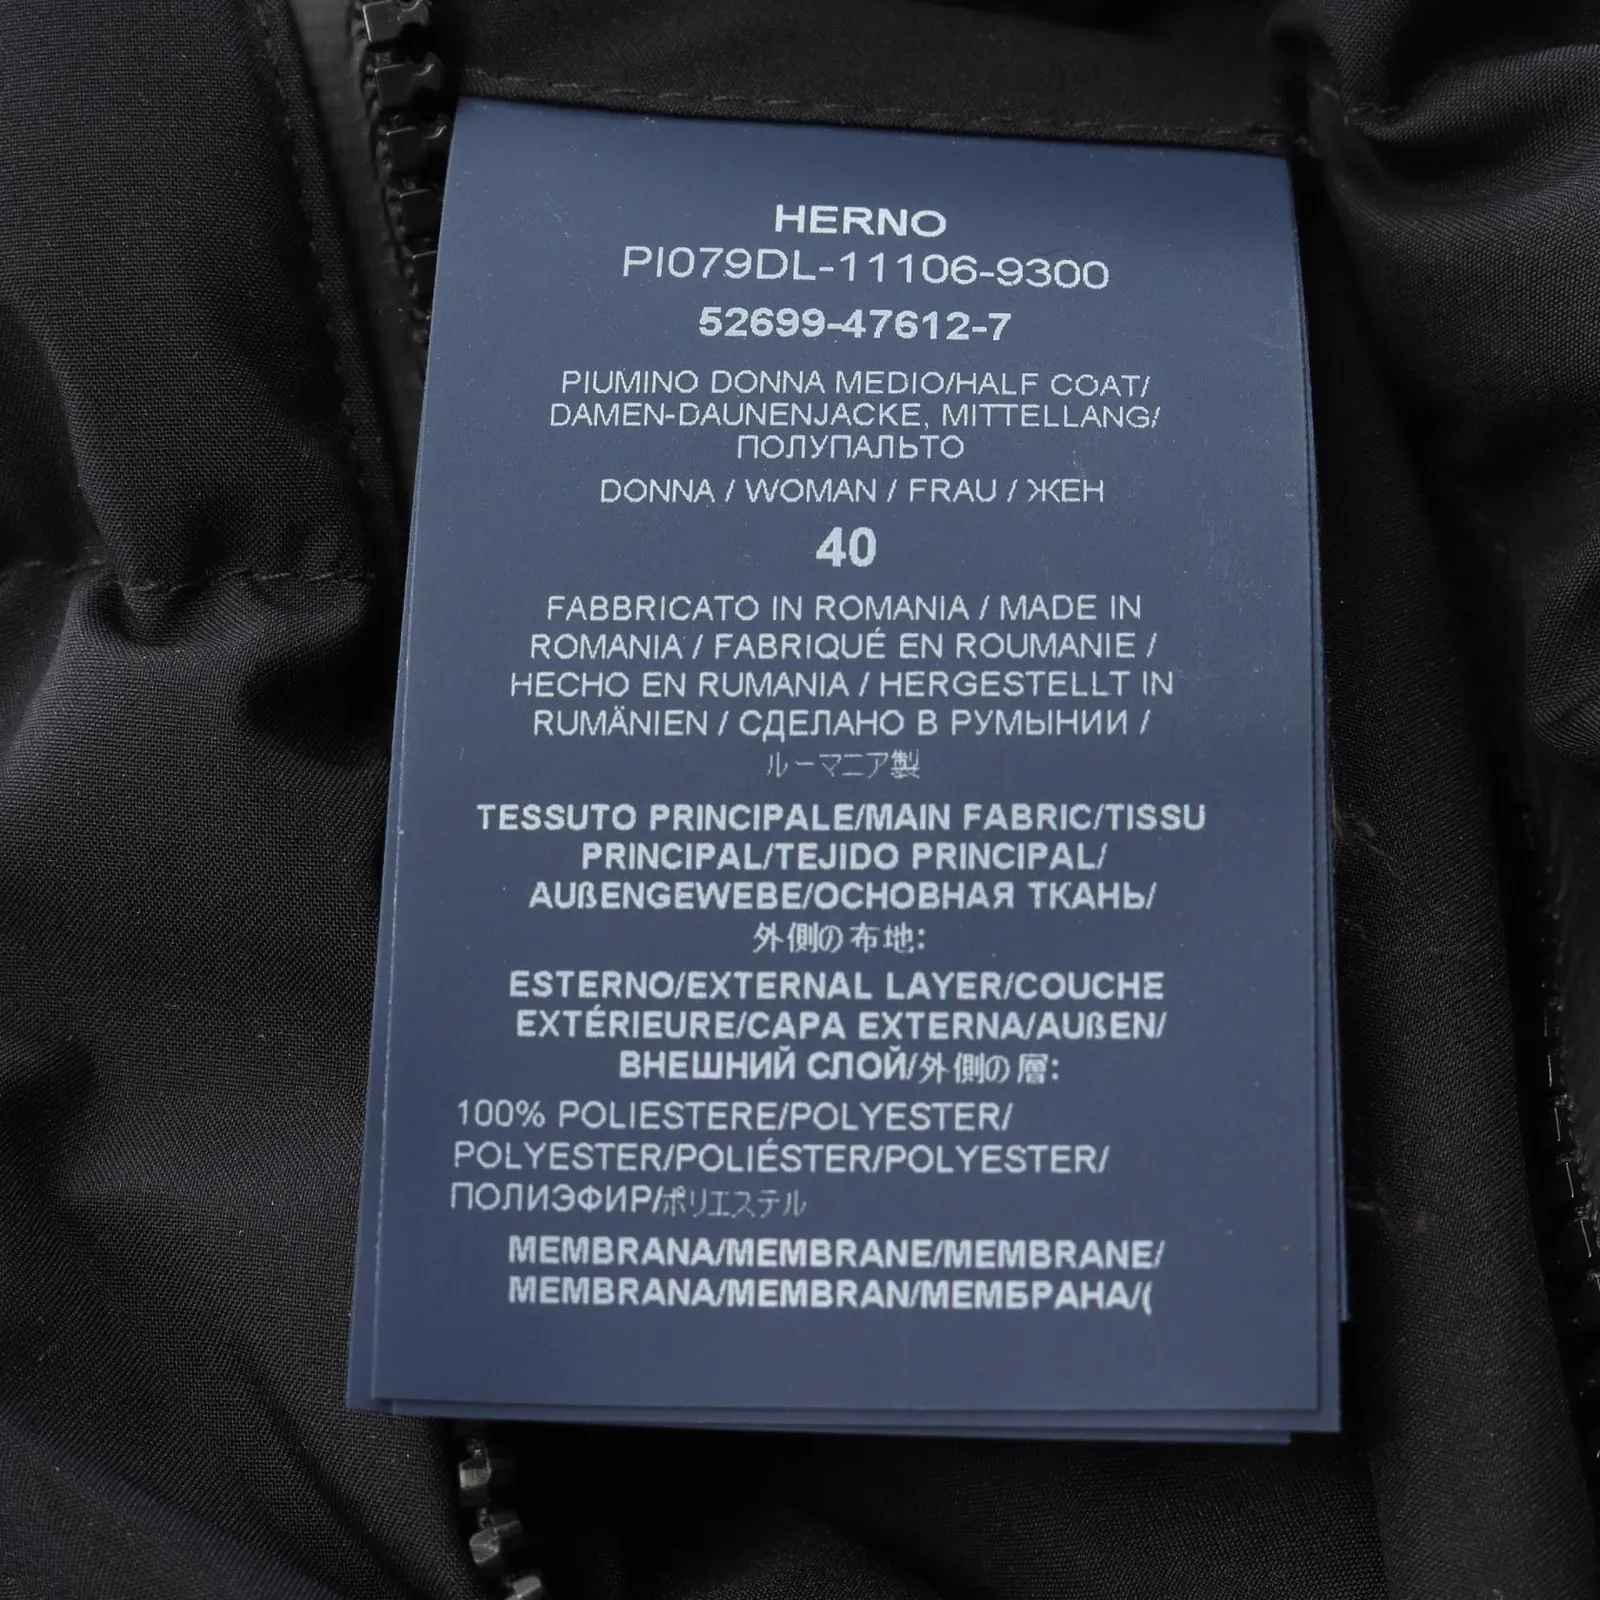 HERNO
PI079DL-11106-9300
52699-47612-7
PIUMINO DONNA MEDIO/HALF COAT/
DAMEN-DAUNENJACKE, MITTELLANG/
ПОЛУПАЛЬТО
DONNA / WOMAN / FRAU / ЖЕН
40
FABBRICATO IN ROMANIA / MADE IN
ROMANIA / FABRIQUÉ EN ROUMANIE /
HECHO EN RUMANIA / HERGESTELLT IN
RUMÄNIEN / СДЕЛАНО В РУМЫНИИ /
ルーマニア製
TESSUTO PRINCIPALE/MAIN FABRIC/TISSU
PRINCIPAL/TEJIDO PRINCIPAL/
AUßENGEWEBE/ОСНОВНАЯ ТКАНЬ/
外側の布地:
ESTERNO/EXTERNAL LAYER/COUCHE
EXTÉRIEURE/CAPA EXTERNA/AUßEN/
ВНЕШНИЙ СЛОЙ/外側の層:
100% POLIESTERE/POLYESTER/
POLYESTER/POLIÉSTER/POLYESTER/
ПОЛИЭФИР/ポリエステル
MEMBRANA/MEMBRANE/MEMBRANE/
MEMBRANA/MEMBRAN/МЕМБРАНА/(